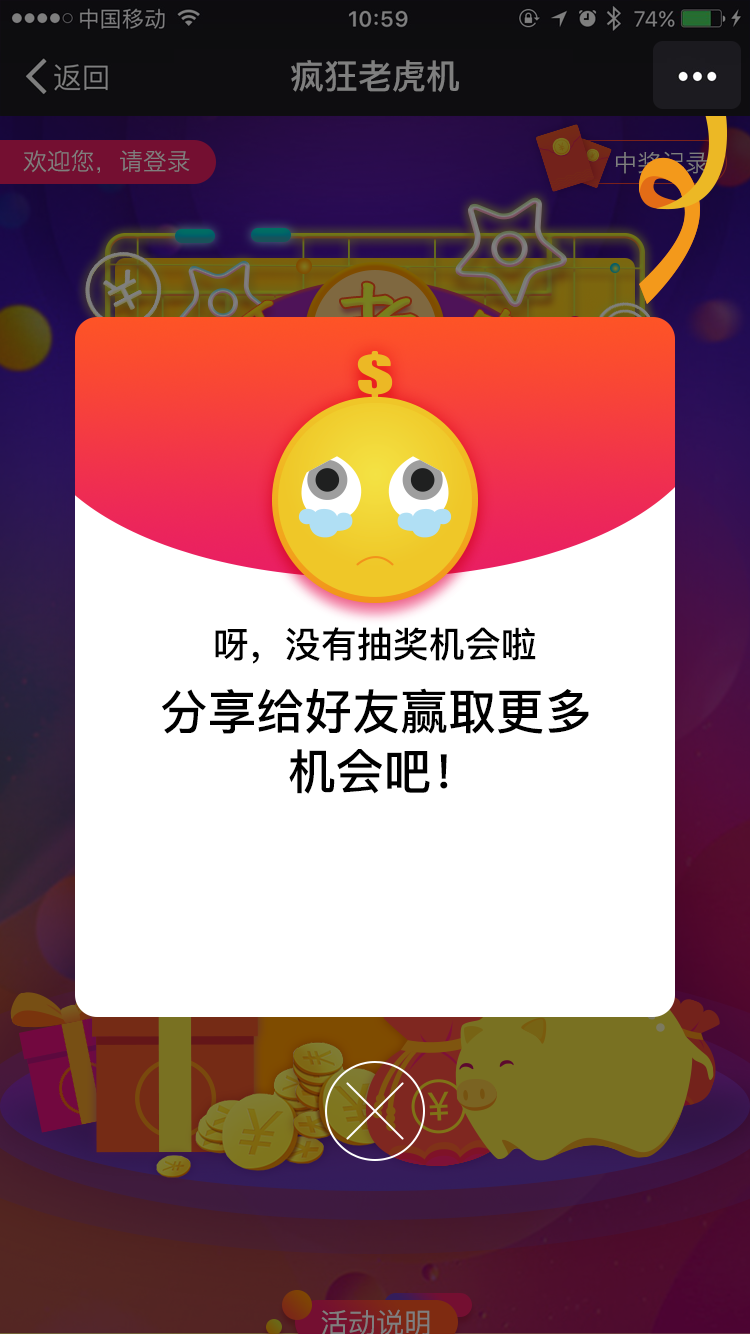 中国移动 10:59 74%
返回 疯狂老虎机
欢迎您，请登录
中奖记录
$
呀，没有抽奖机会啦
分享给好友赢取更多
机会吧！
¥
活动说明